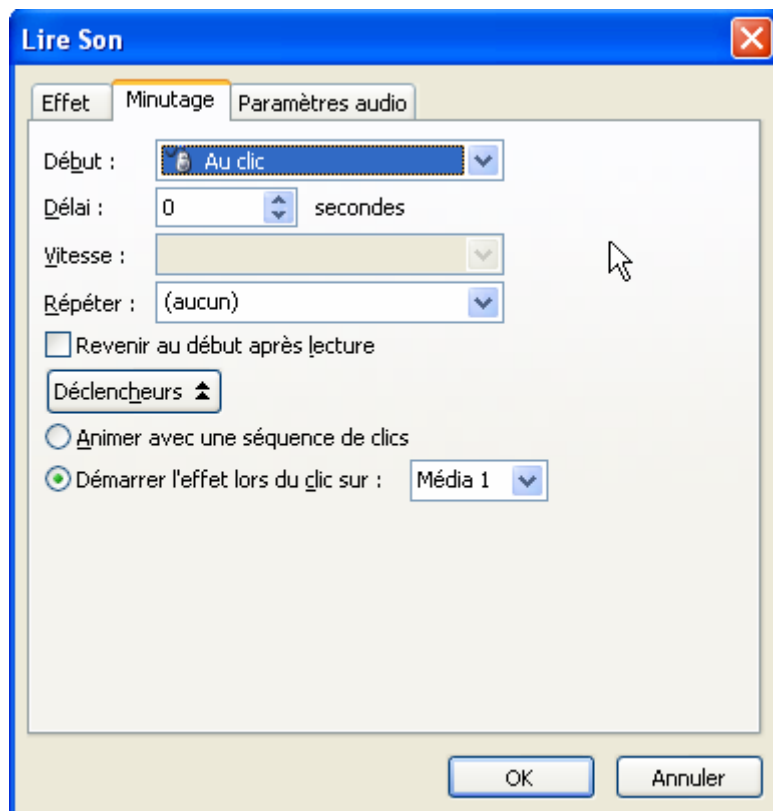 Lire Son
Effet Minutage Paramètres audio
Début : Au clic
Délai : 0 secondes
Vitesse :
Répéter : (aucun)
Revenir au début après lecture
Déclencheurs
Animer avec une séquence de clics
Démarrer l'effet lors du clic sur : Média 1
OK Annuler